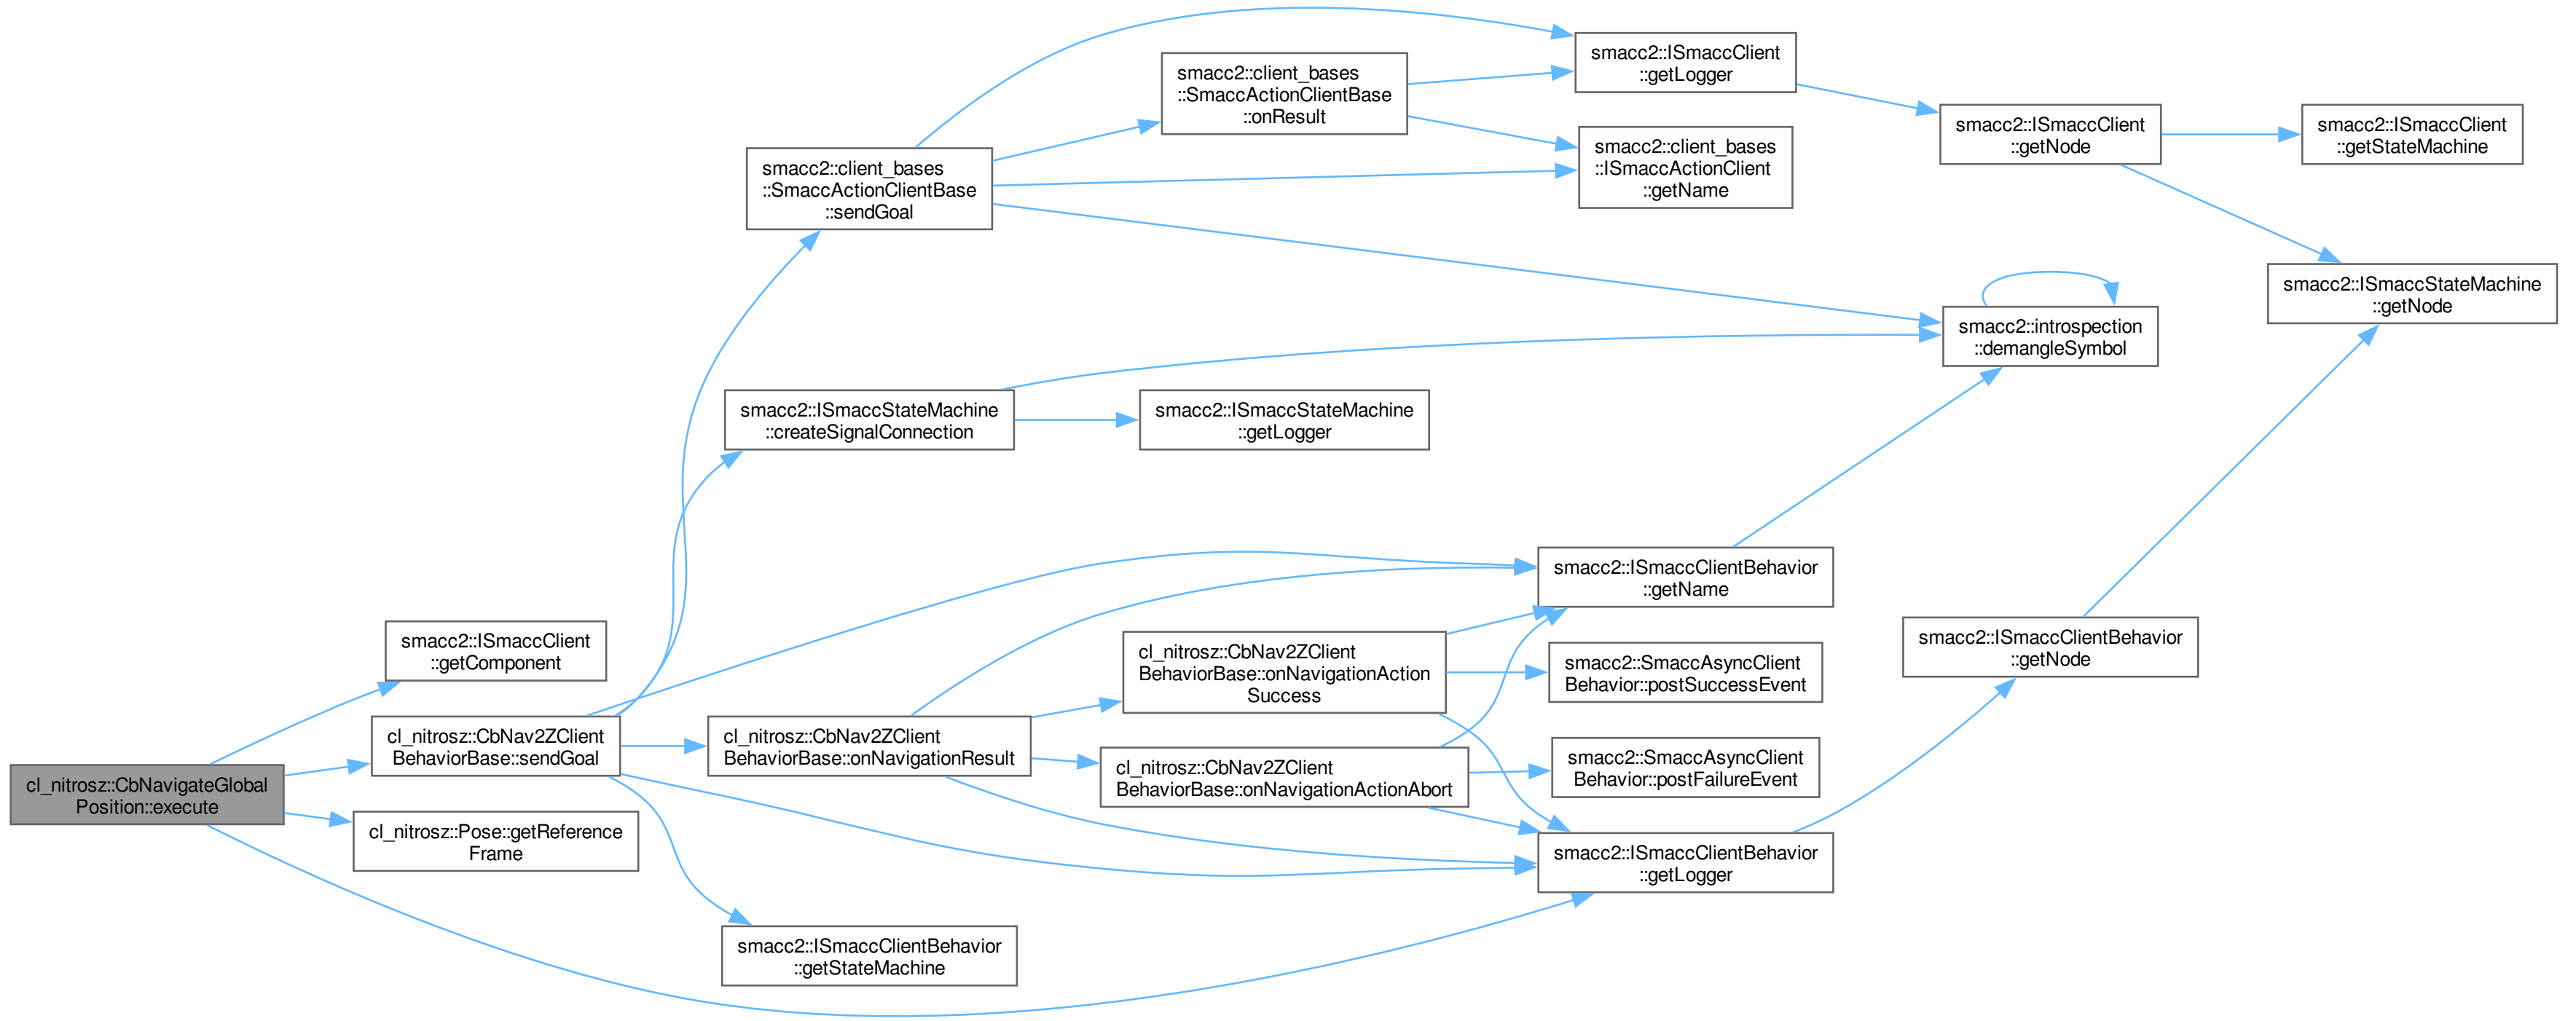 smacc2::ISmaccClient
::getLogger
smacc2::client_bases
::SmaccActionClientBase
::onResult
smacc2::ISmaccClient
::getNode
smacc2::ISmaccClient
::getStateMachine
smacc2::client_bases
::ISmaccActionClient
::getName
smacc2::client_bases
::SmaccActionClientBase
::sendGoal
smacc2::ISmaccStateMachine
::getNode
smacc2::introspection
::demangleSymbol
smacc2::ISmaccStateMachine
::createSignalConnection
smacc2::ISmaccStateMachine
::getLogger
smacc2::ISmaccClientBehavior
::getName
smacc2::ISmaccClient
::getComponent
cl_nitrosz::CbNav2ZClient
BehaviorBase::onNavigationAction
Success
smacc2::SmaccAsyncClient
Behavior::postSuccessEvent
smacc2::ISmaccClientBehavior
::getNode
cl_nitrosz::CbNav2ZClient
BehaviorBase::sendGoal
cl_nitrosz::CbNav2ZClient
BehaviorBase::onNavigationResult
cl_nitrosz::CbNav2ZClient
BehaviorBase::onNavigationActionAbort
smacc2::SmaccAsyncClient
Behavior::postFailureEvent
cl_nitrosz::CbNavigateGlobal
Position::execute
cl_nitrosz::Pose::getReference
Frame
smacc2::ISmaccClientBehavior
::getLogger
smacc2::ISmaccClientBehavior
::getStateMachine